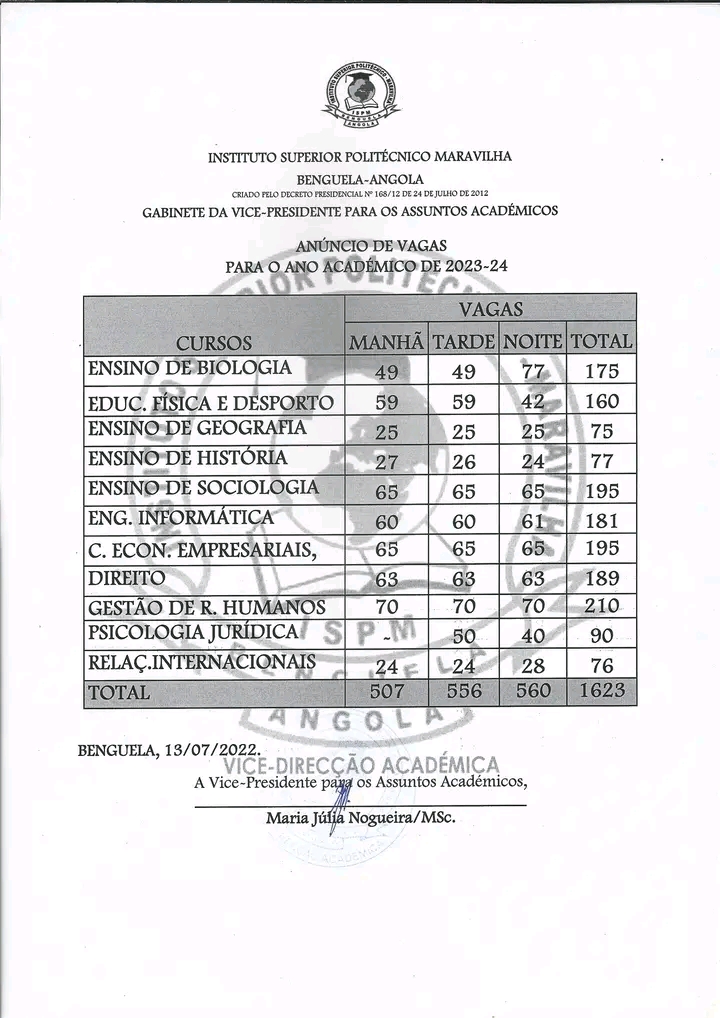 INSTITUTO SUPERIOR POLITÉCNICO - MARAVILHA
ISPM
BENGUELA
ANGOLA
INSTITUTO SUPERIOR POLITÉCNICO MARAVILHA
BENGUELA-ANGOLA
CRIADO PELO DECRETO PRESIDENCIAL Nº 168/12 DE 24 DE JULHO DE 2012
GABINETE DA VICE-PRESIDENTE PARA OS ASSUNTOS ACADÉMICOS
ANÚNCIO DE VAGAS
PARA O ANO ACADÉMICO DE 2023-24
VAGAS
CURSOS MANHÃ TARDE NOITE TOTAL
ENSINO DE BIOLOGIA 49 49 77 175
EDUC. FÍSICA E DESPORTO 59 59 42 160
ENSINO DE GEOGRAFIA 25 25 25 75
ENSINO DE HISTÓRIA 27 26 24 77
ENSINO DE SOCIOLOGIA 65 65 65 195
ENG. INFORMÁTICA 60 60 61 181
C. ECON. EMPRESARIAIS, 65 65 65 195
DIREITO 63 63 63 189
GESTÃO DE R. HUMANOS 70 70 70 210
PSICOLOGIA JURÍDICA - 50 40 90
RELAÇ.INTERNACIONAIS 24 24 28 76
TOTAL 507 556 560 1623
ISPM
BENGUELA
ANGOLA
BENGUELA, 13/07/2022.
VICE-DIRECÇÃO ACADÉMICA
A Vice-Presidente para os Assuntos Académicos,
Maria Júlia Nogueira/MSc.